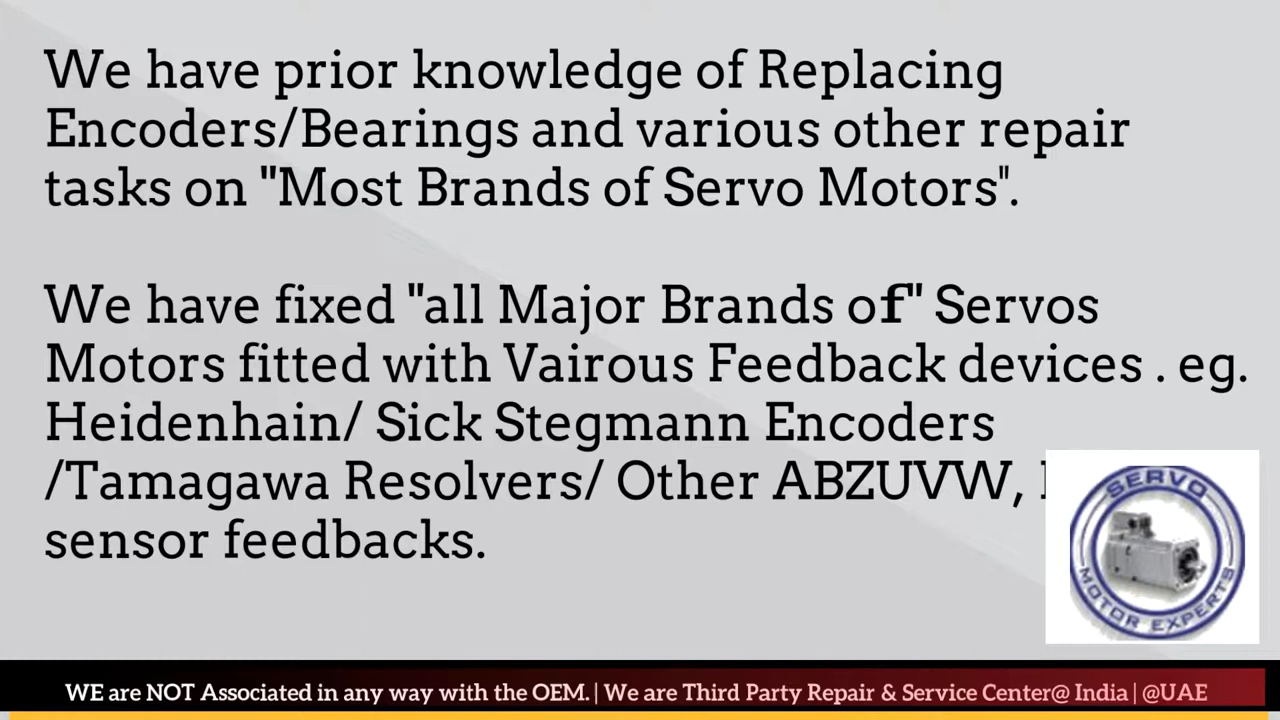 We have prior knowledge of Replacing
Encoders/Bearings and various other repair
tasks on "Most Brands of Servo Motors".
We have fixed "all Major Brands of" Servos
Motors fitted with Vairous Feedback devices . eg.
Heidenhain/ Sick Stegmann Encoders
/Tamagawa Resolvers/ Other ABZUVW,
sensor feedbacks.
SERVO
MOTOR EXPERTS
WE are NOT Associated in any way with the OEM. | We are Third Party Repair & Service Center@ India | @UAE